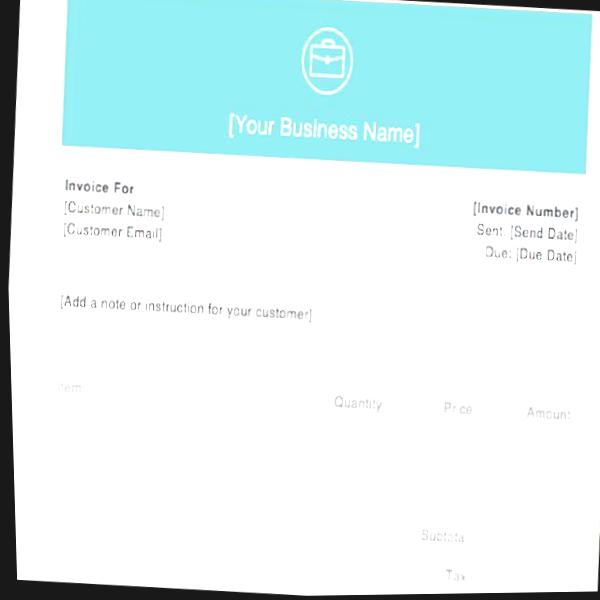 [Your Business Name]
Invoice For
[Customer Name]
[Customer Email]
[Invoice Number]
Sent: [Send Date]
Due: [Due Date]
[Add a note or instruction for your customer]
Item
Quantity
Price
Amount
Subtotal
Tax